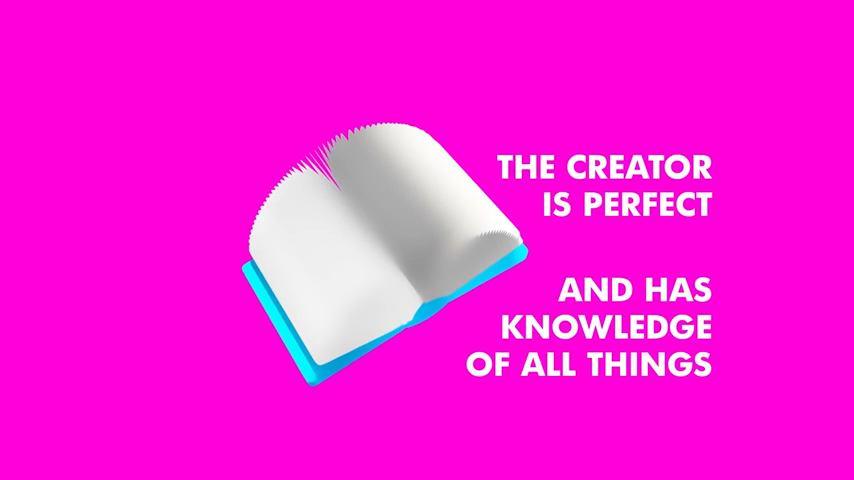 THE CREATOR
IS PERFECT
AND HAS
KNOWLEDGE
OF ALL THINGS